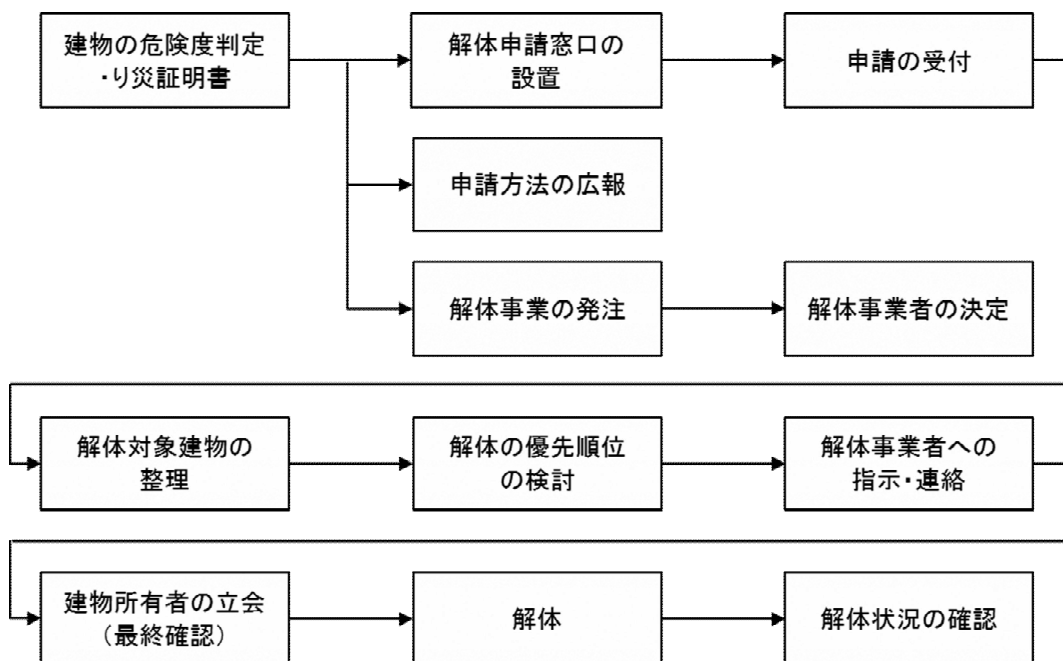 建物の危険度判定
・り災証明書
解体申請窓口の
設置
申請の受付
申請方法の広報
解体事業の発注
解体事業者の決定
解体対象建物の
整理
解体の優先順位
の検討
解体事業者への
指示・連絡
建物所有者の立会
（最終確認）
解体
解体状況の確認